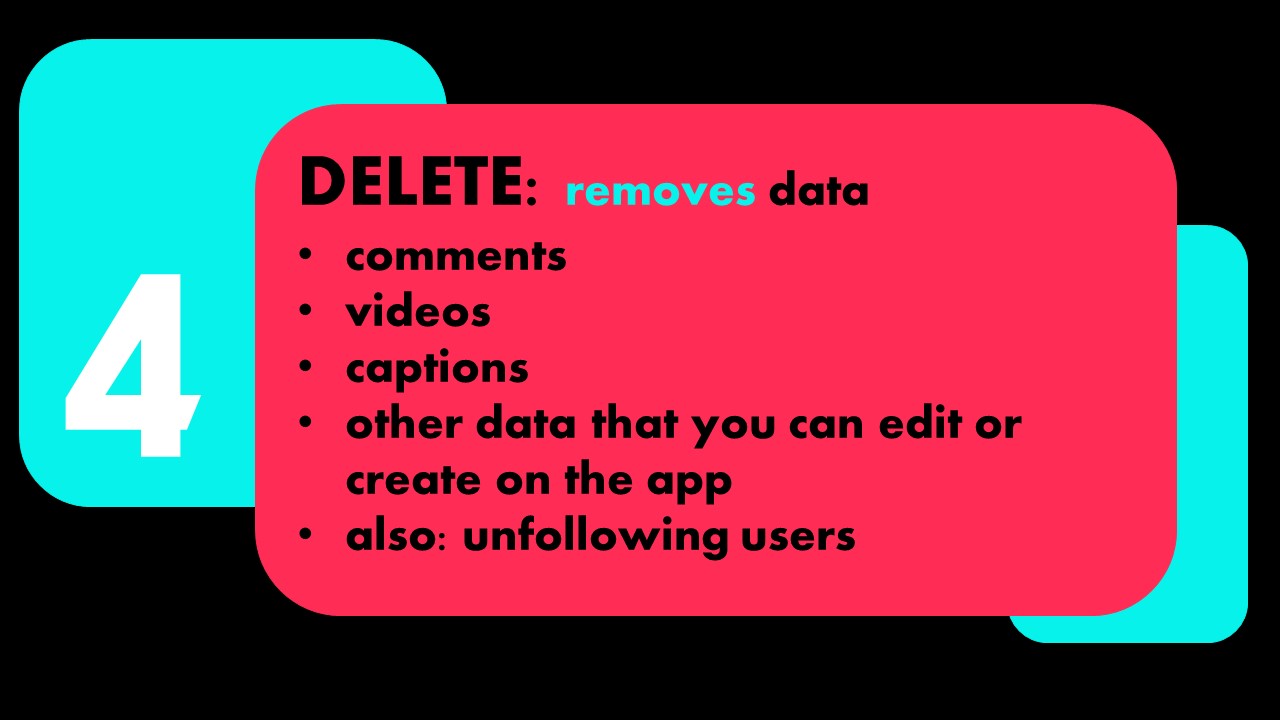 4
DELETE: removes data
• comments
• videos
• captions
• other data that you can edit or
create on the app
• also: unfollowing users